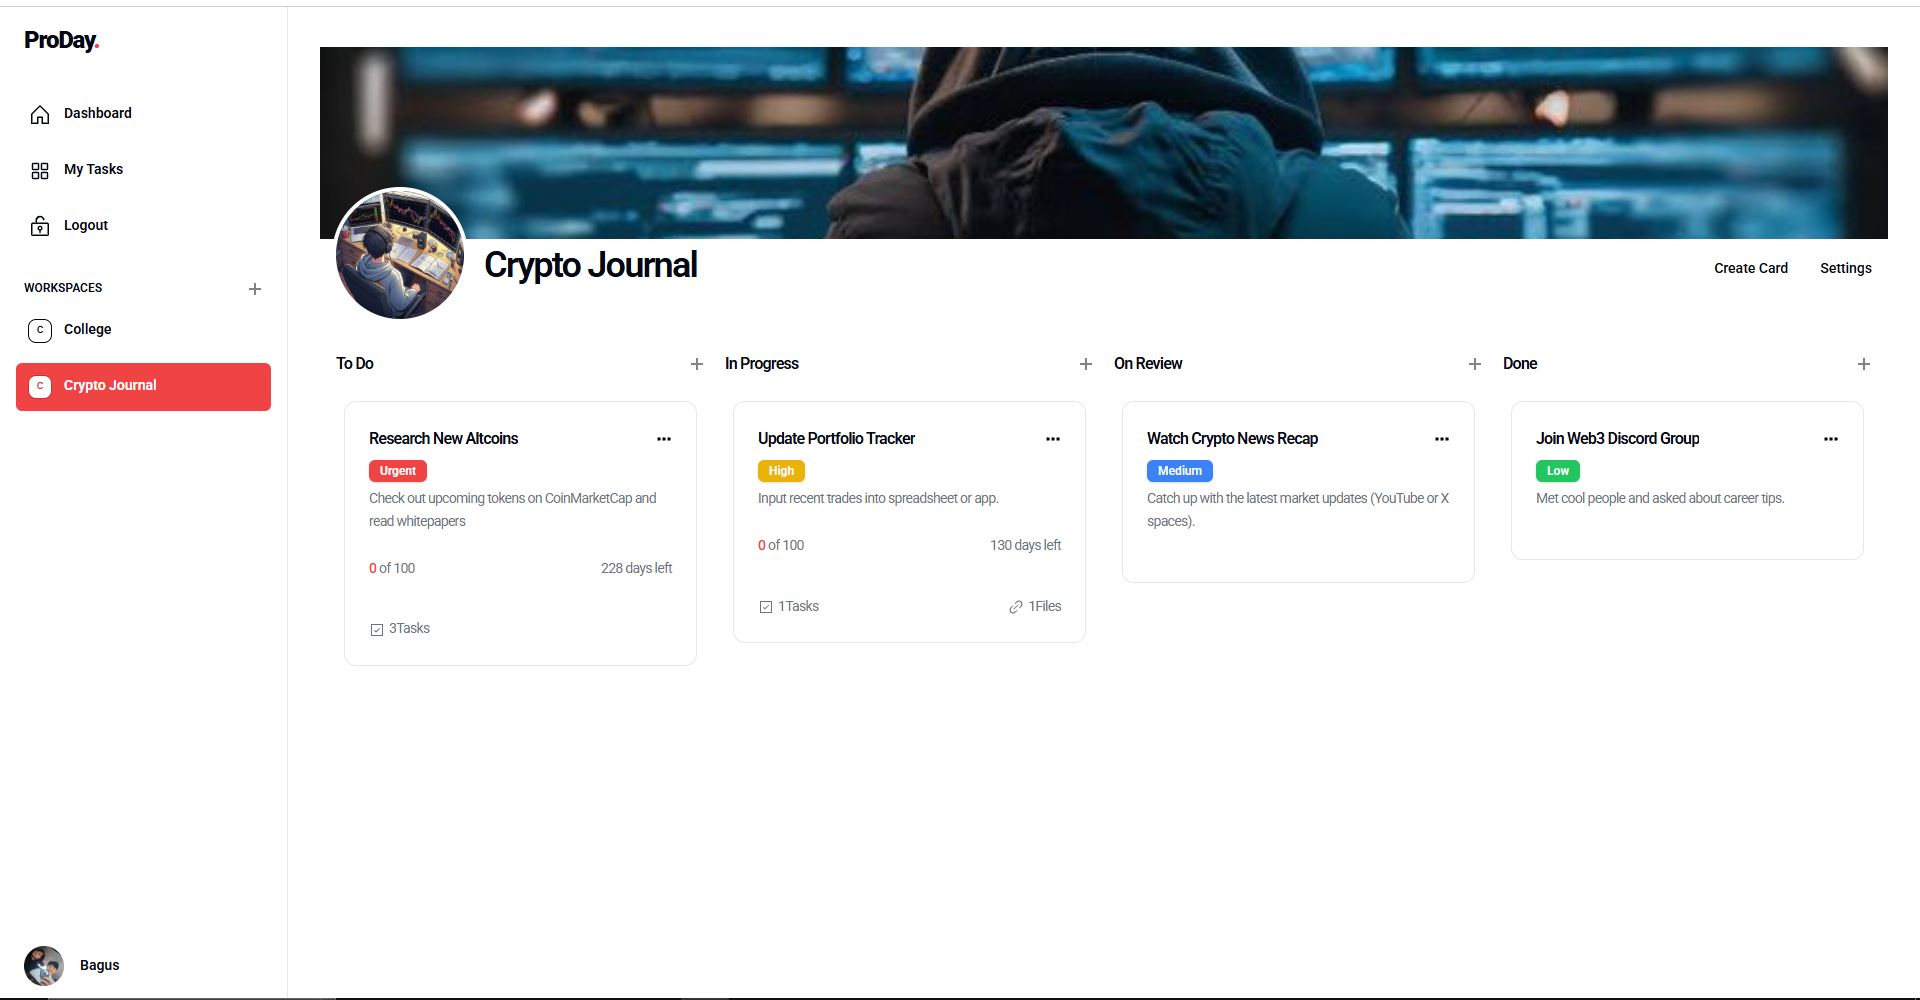 ProDay.
Dashboard
My Tasks
Logout
WORKSPACES
C
College
C
Crypto Journal
Bagus
Crypto Journal
Create Card
Settings
To Do
Research New Altcoins
Urgent
Check out upcoming tokens on CoinMarketCap and
read whitepapers
0 of 100
228 days left
3Tasks
In Progress
Update Portfolio Tracker
High
Input recent trades into spreadsheet or app.
0 of 100
130 days left
1Tasks
1Files
On Review
Watch Crypto News Recap
Medium
Catch up with the latest market updates (YouTube or X
spaces).
Done
Join Web3 Discord Group
Low
Met cool people and asked about career tips.